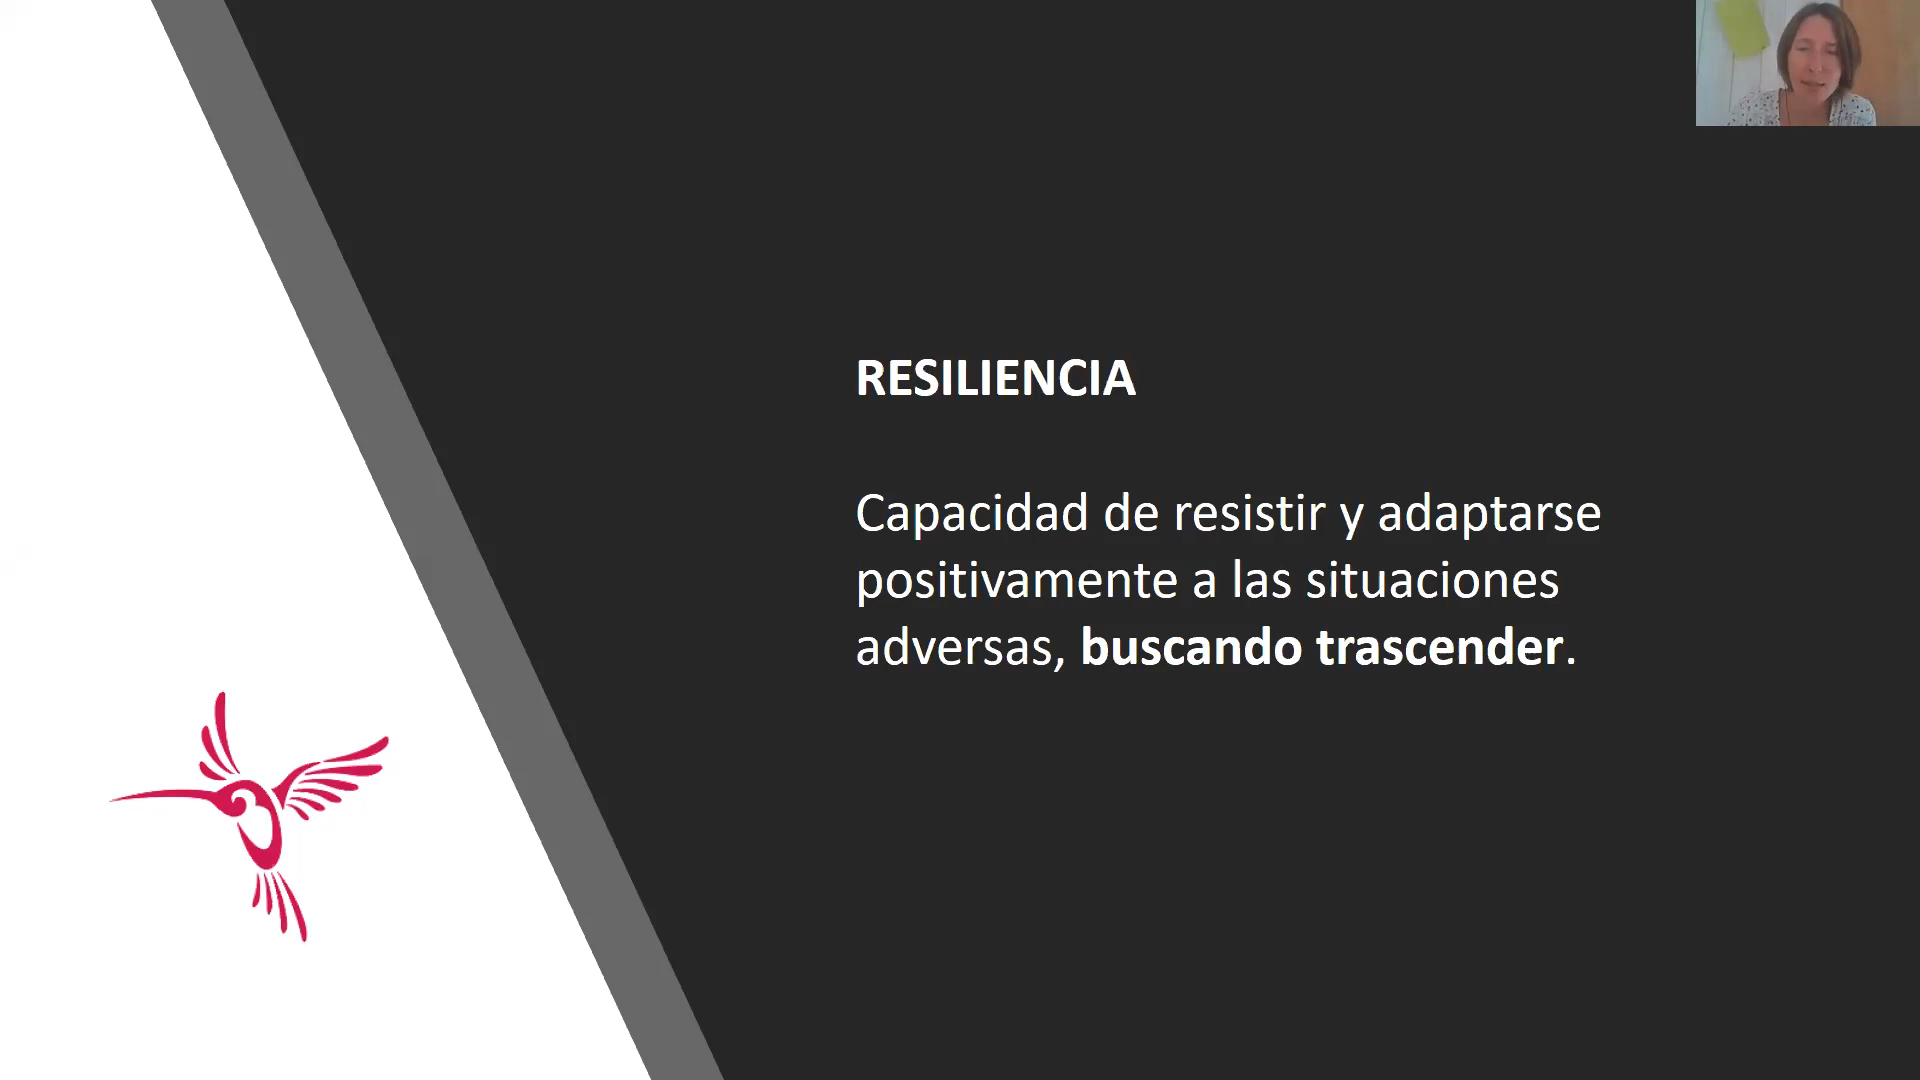 RESILIENCIA
Capacidad de resistir y adaptarse
positivamente a las situaciones
adversas, buscando trascender.